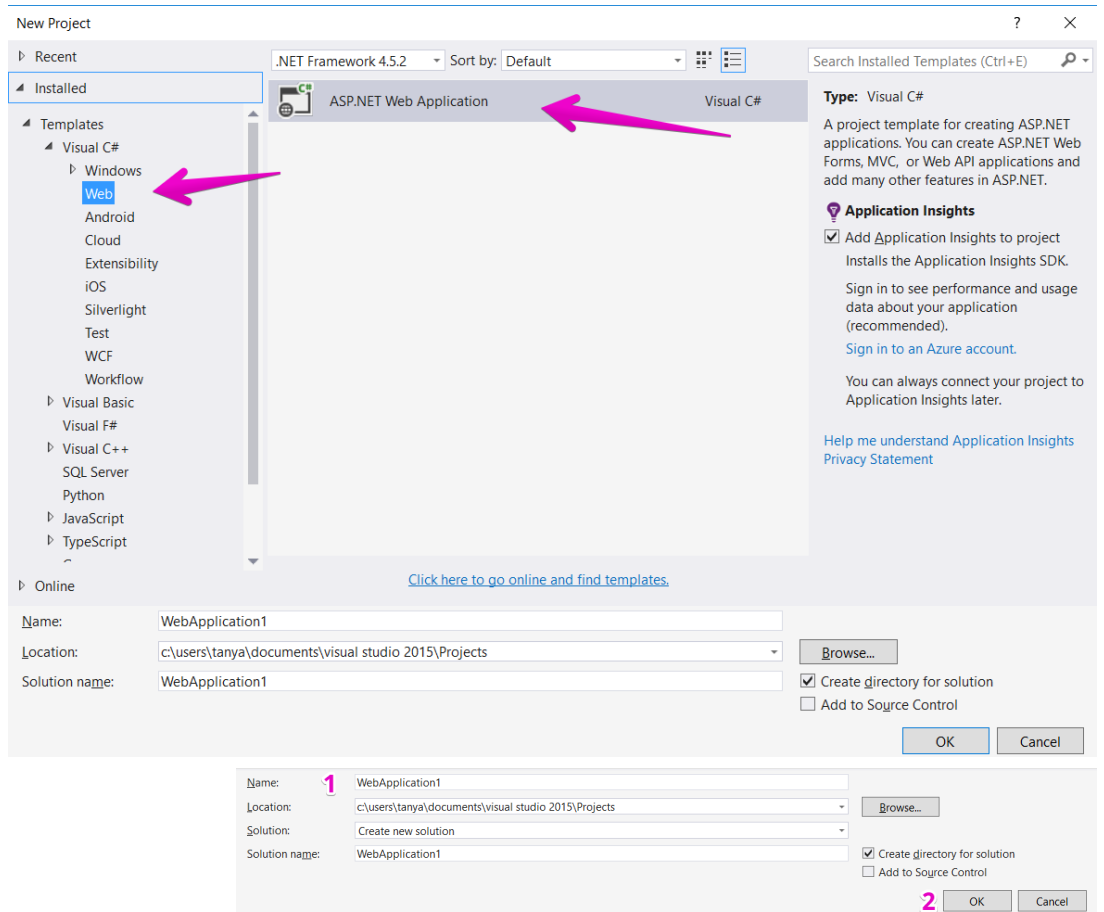 New Project
?
Recent
Installed
Templates
Visual C#
Windows
Web
Android
Cloud
Extensibility
iOS
Silverlight
Test
WCF
Workflow
Visual Basic
Visual F#
Visual C++
SQL Server
Python
JavaScript
TypeScript
Online
.NET Framework 4.5.2 Sort by: Default
C#
ASP.NET Web Application Visual C#
Click here to go online and find templates.
Search Installed Templates (Ctrl+E)
Type: Visual C#
A project template for creating ASP.NET
applications. You can create ASP.NET Web
Forms, MVC, or Web API applications and
add many other features in ASP.NET.
Application Insights
Add Application Insights to project
Installs the Application Insights SDK.
Sign in to see performance and usage
data about your application
(recommended).
Sign in to an Azure account.
You can always connect your project to
Application Insights later.
Help me understand Application Insights
Privacy Statement
Name: WebApplication1
Location: c:\users\tanya\documents\visual studio 2015\Projects Browse...
Solution name: WebApplication1
Create directory for solution
Add to Source Control
OK Cancel
Name: 1 WebApplication1
Location: c:\users\tanya\documents\visual studio 2015\Projects Browse...
Solution: Create new solution
Solution name: WebApplication1 Create directory for solution
Add to Source Control
2 OK Cancel